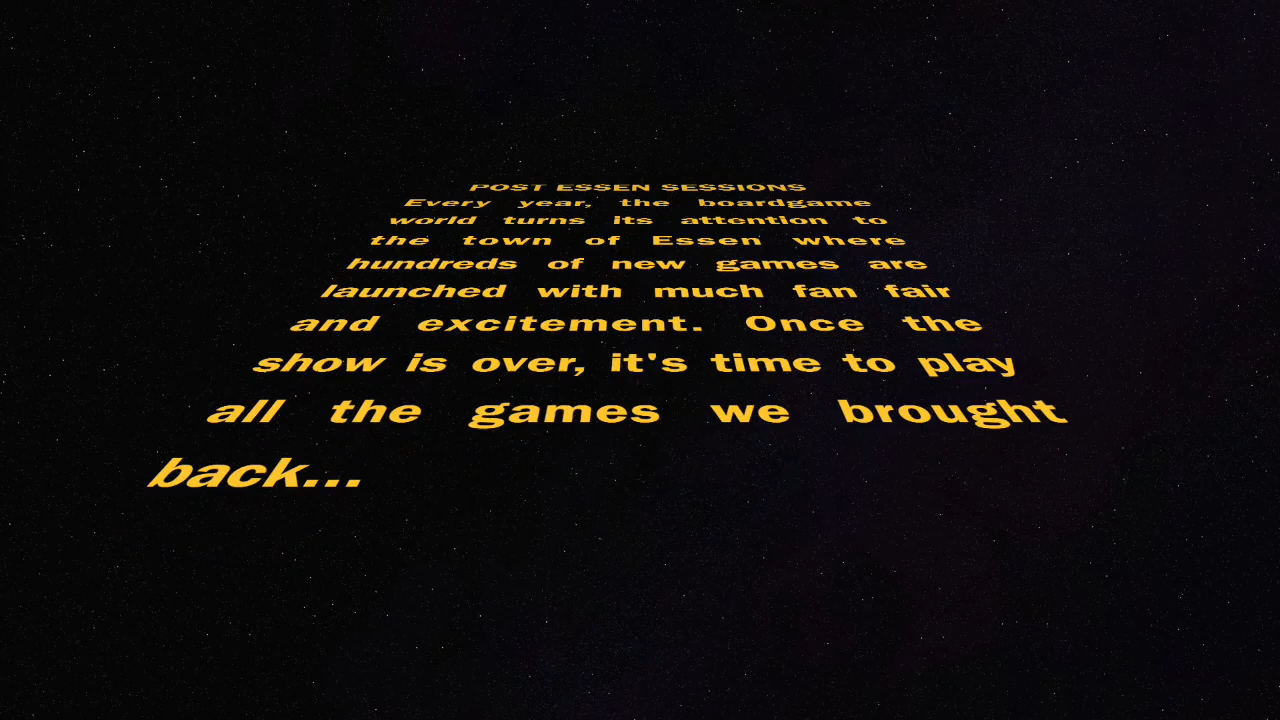 POST ESSEN SESSIONS
Every year, the boardgame
world turns its attention to
the town of Essen where
hundreds of new games are
launched with much fan fair
and excitement. Once the
show is over, it's time to play
all the games we brought
back...